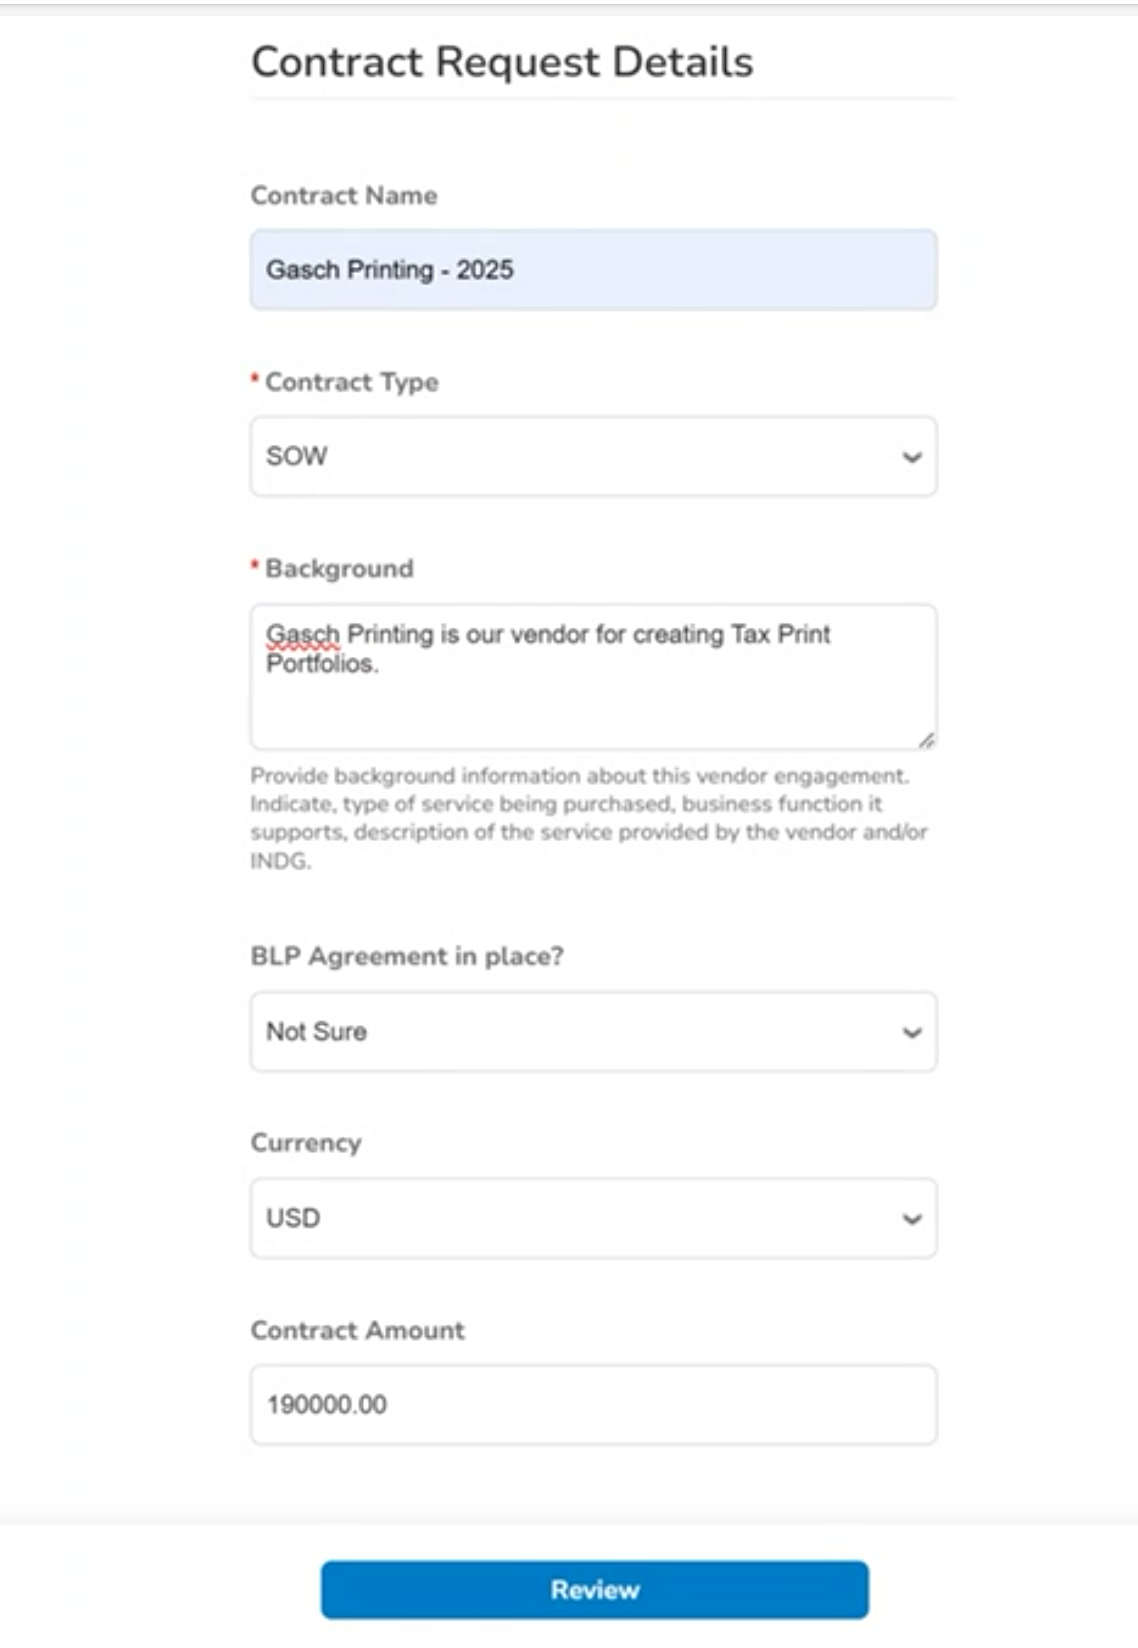 Contract Request Details
Contract Name
Gasch Printing - 2025
* Contract Type
SOW
* Background
Gasch Printing is our vendor for creating Tax Print
Portfolios.
Provide background information about this vendor engagement.
Indicate, type of service being purchased, business function it
supports, description of the service provided by the vendor and/or
INDG.
BLP Agreement in place?
Not Sure
Currency
USD
Contract Amount
190000.00
Review